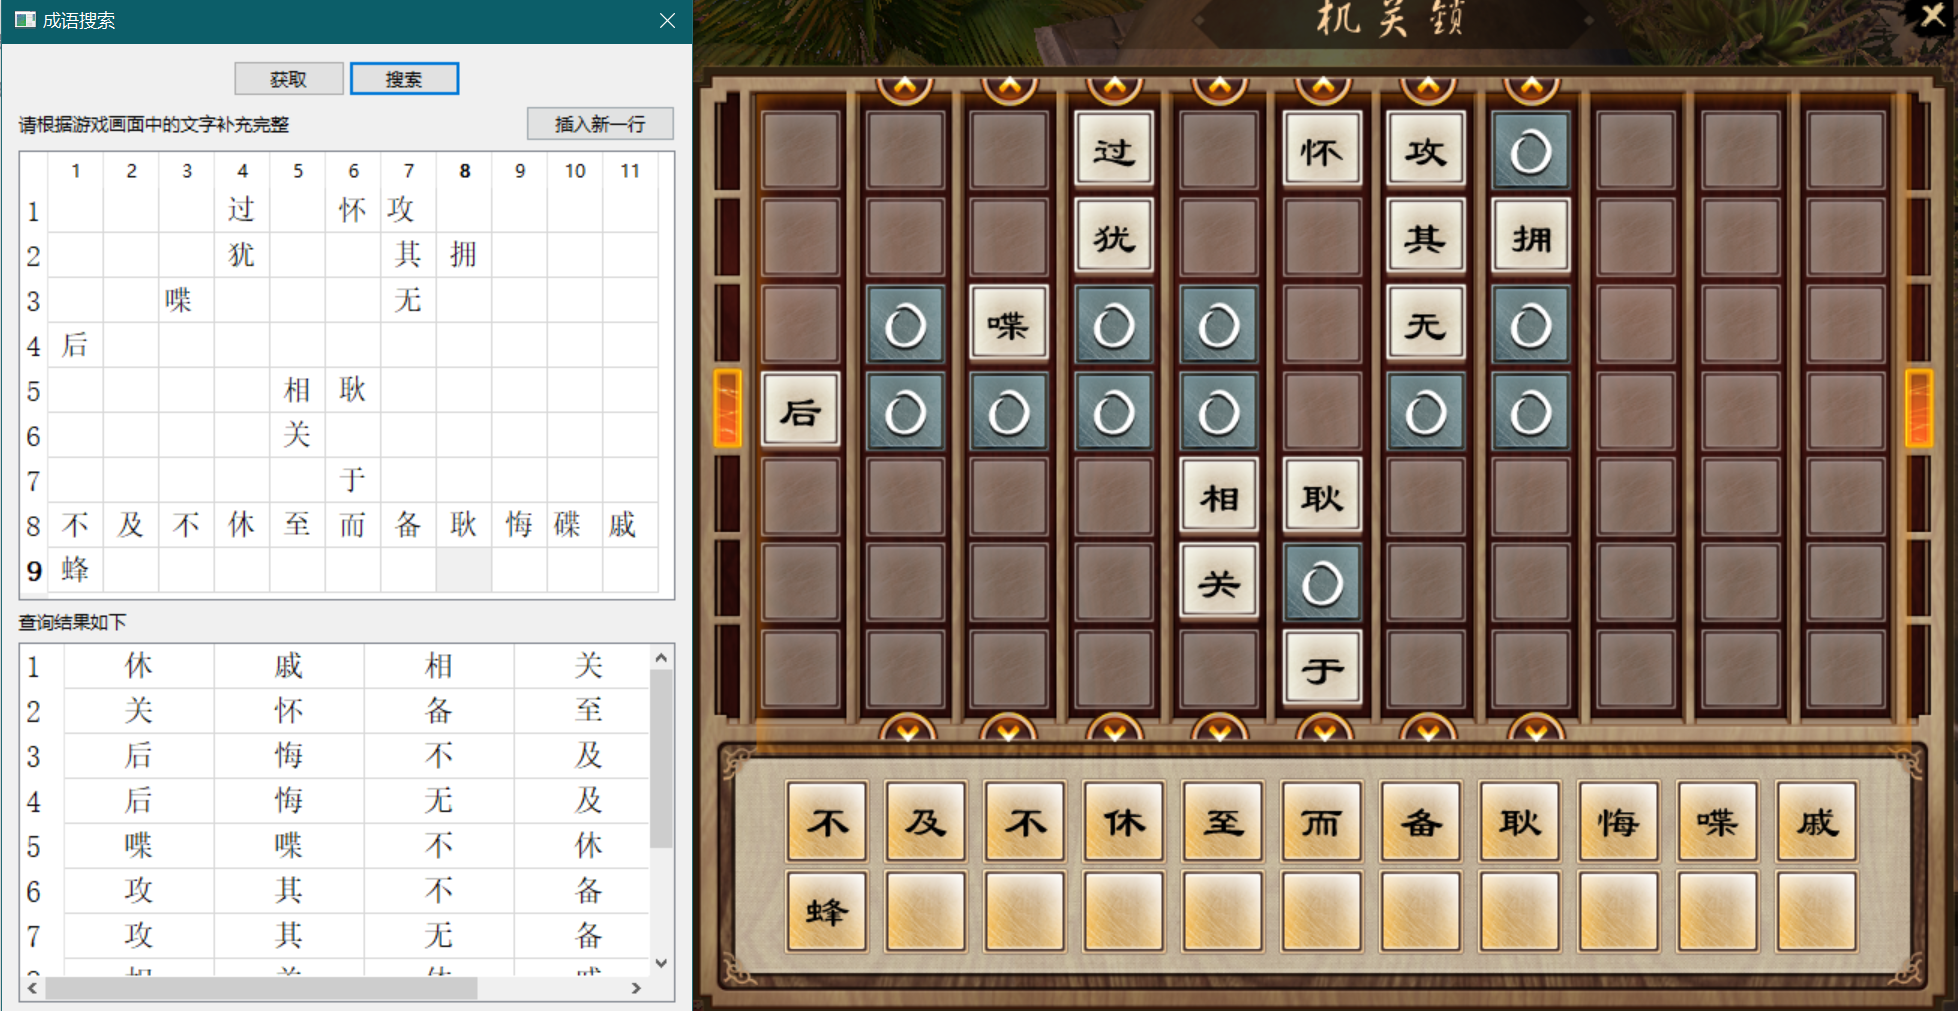 成语搜索
获取 搜索
请根据游戏画面中的文字补充完整 插入新一行
1 2 3 4 5 6 7 8 9 10 11
1 过 怀 攻
2 犹 其 拥
3 喋 无
4 后
5 相 耿
6 关
7 于
8 不 及 不 休 至 而 备 耿 悔 碟 戚
9 蜂
查询结果如下
1 休 戚 相 关
2 关 怀 备 至
3 后 悔 不 及
4 后 悔 无 及
5 喋 喋 不 休
6 攻 其 不 备
7 攻 其 无 备
机关锁
过 怀 攻
犹 其 拥
喋 无
后
相 耿
关
于
不 及 不 休 至 而 备 耿 悔 喋 戚
蜂